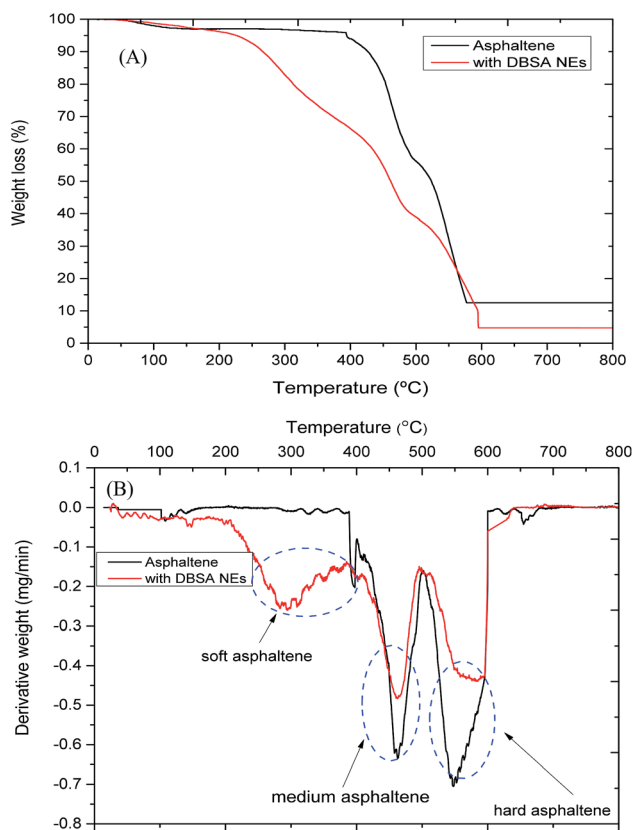 100
90
80
70
60
50
40
30
20
10
0
Weight loss (%)
(A)
Asphaltene
with DBSA NEs
0 100 200 300 400 500 600 700 800
Temperature (ºC)
Temperature (°C)
0 100 200 300 400 500 600 700 800
0.1
0.0
-0.1
-0.2
-0.3
-0.4
-0.5
-0.6
-0.7
-0.8
Derivative weight (mg/min)
(B)
Asphaltene
with DBSA NEs
soft asphaltene
medium asphaltene
hard asphaltene